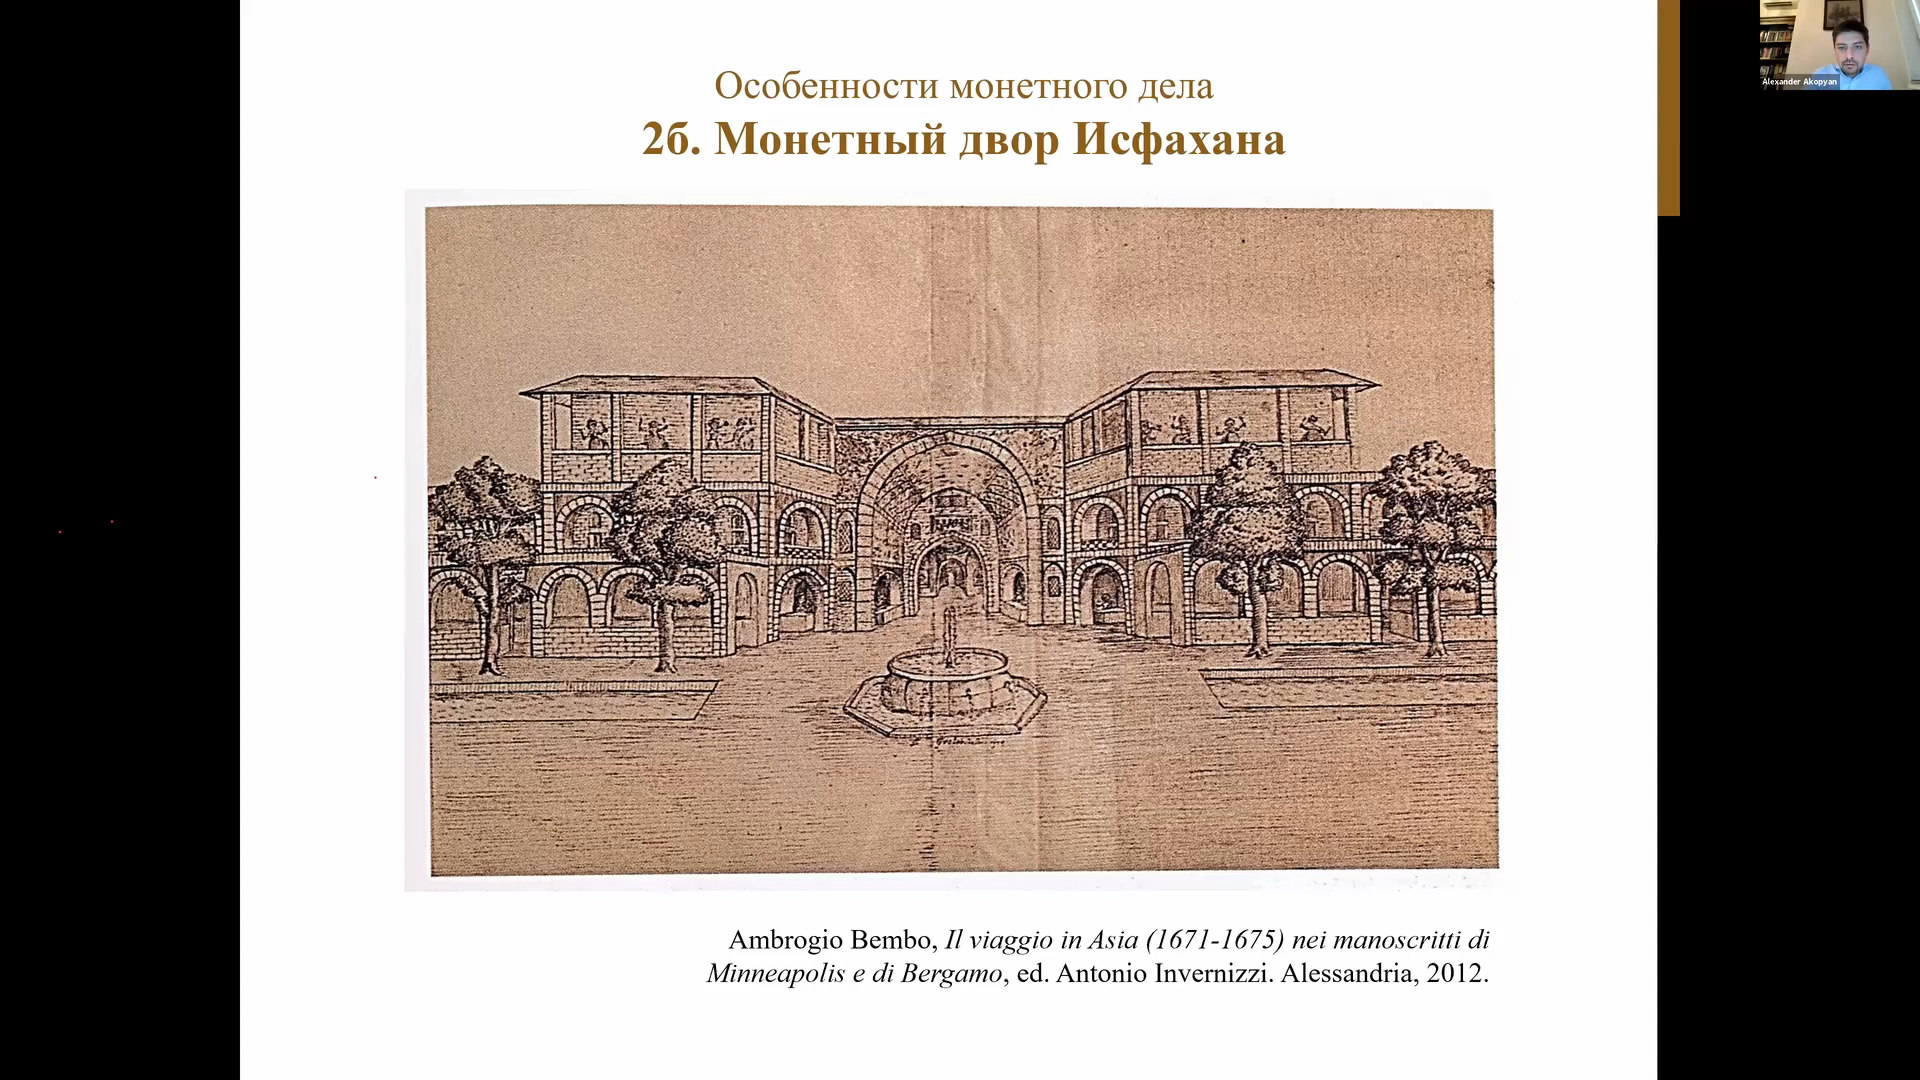 Особенности монетного дела
2б. Монетный двор Исфахана
Alexander Akopyan
Ambrogio Bembo, Il viaggio in Asia (1671-1675) nei manoscritti di
Minneapolis e di Bergamo, ed. Antonio Invernizzi. Alessandria, 2012.